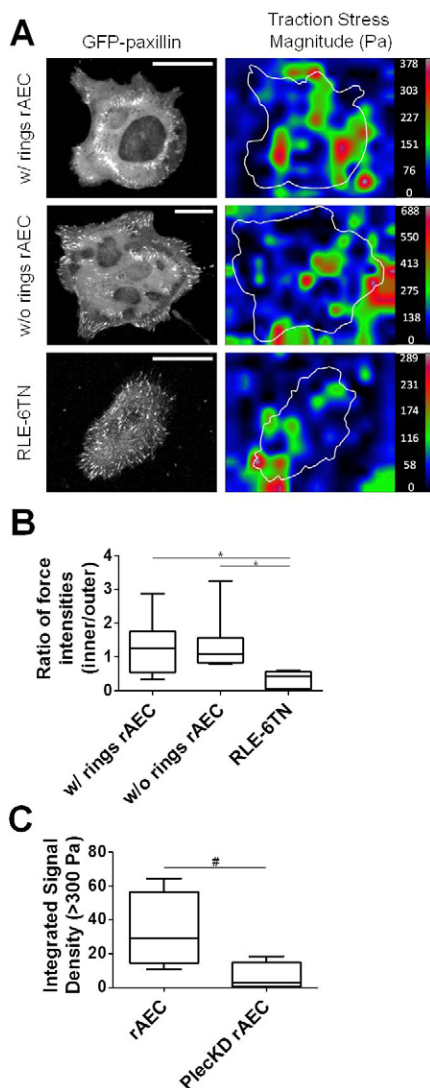 A
GFP-paxillin
Traction Stress
Magnitude (Pa)
w/ rings rAEC
378
303
227
151
76
0
w/o rings rAEC
688
550
413
275
138
0
RLE-6TN
289
231
174
116
58
0
B
Ratio of force
intensities
(inner/outer)
4
3
2
1
0
*
*
w/ rings rAEC
w/o rings rAEC
RLE-6TN
C
Integrated Signal
Density (>300 Pa)
80
60
40
20
0
#
rAEC
PlecKD rAEC